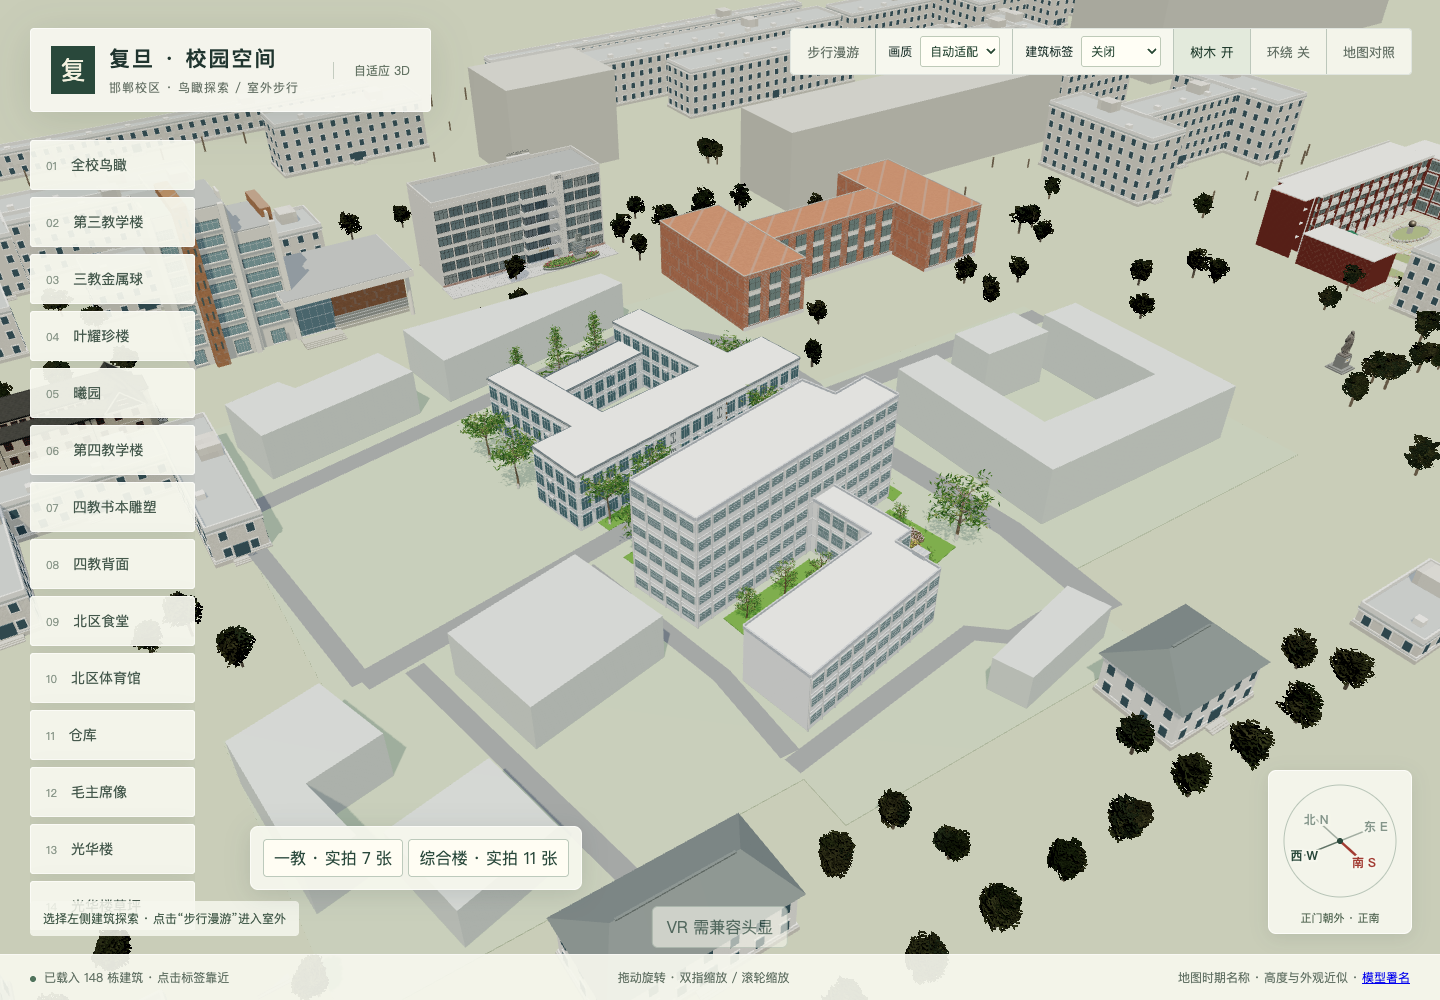 复
复旦 · 校园空间
邯郸校区 · 鸟瞰探索 / 室外步行
自适应 3D
步行漫游
画质 自动适配
建筑标签 关闭
树木 开
环绕 关
地图对照
01 全校鸟瞰
02 第三教学楼
03 三教金属球
04 叶耀珍楼
05 曦园
06 第四教学楼
07 四教书本雕塑
08 四教背面
09 北区食堂
10 北区体育馆
11 仓库
12 毛主席像
13 光华楼
14 光华楼草坪
选择左侧建筑探索 · 点击“步行漫游”进入室外
一教 · 实拍 7 张
综合楼 · 实拍 11 张
VR 需兼容头显
北·N
东 E
西·W
南 S
正门朝外 · 正南
已载入 148 栋建筑 · 点击标签靠近
拖动旋转 · 双指缩放 / 滚轮缩放
地图时期名称 · 高度与外观近似 · 模型署名